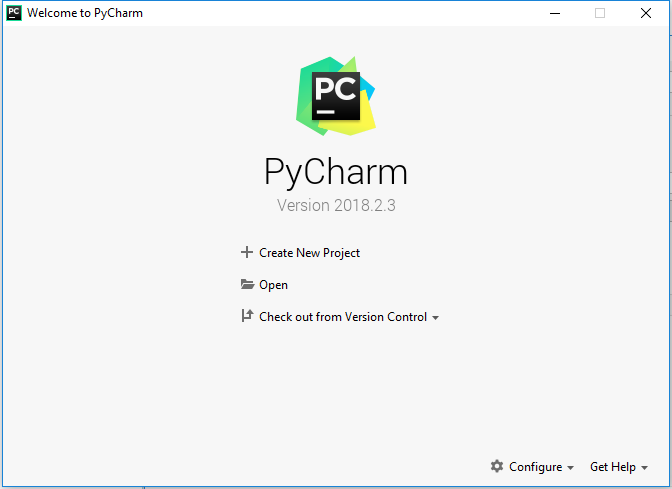 Welcome to PyCharm
PC
PyCharm
Version 2018.2.3
Create New Project
Open
Check out from Version Control
Configure
Get Help